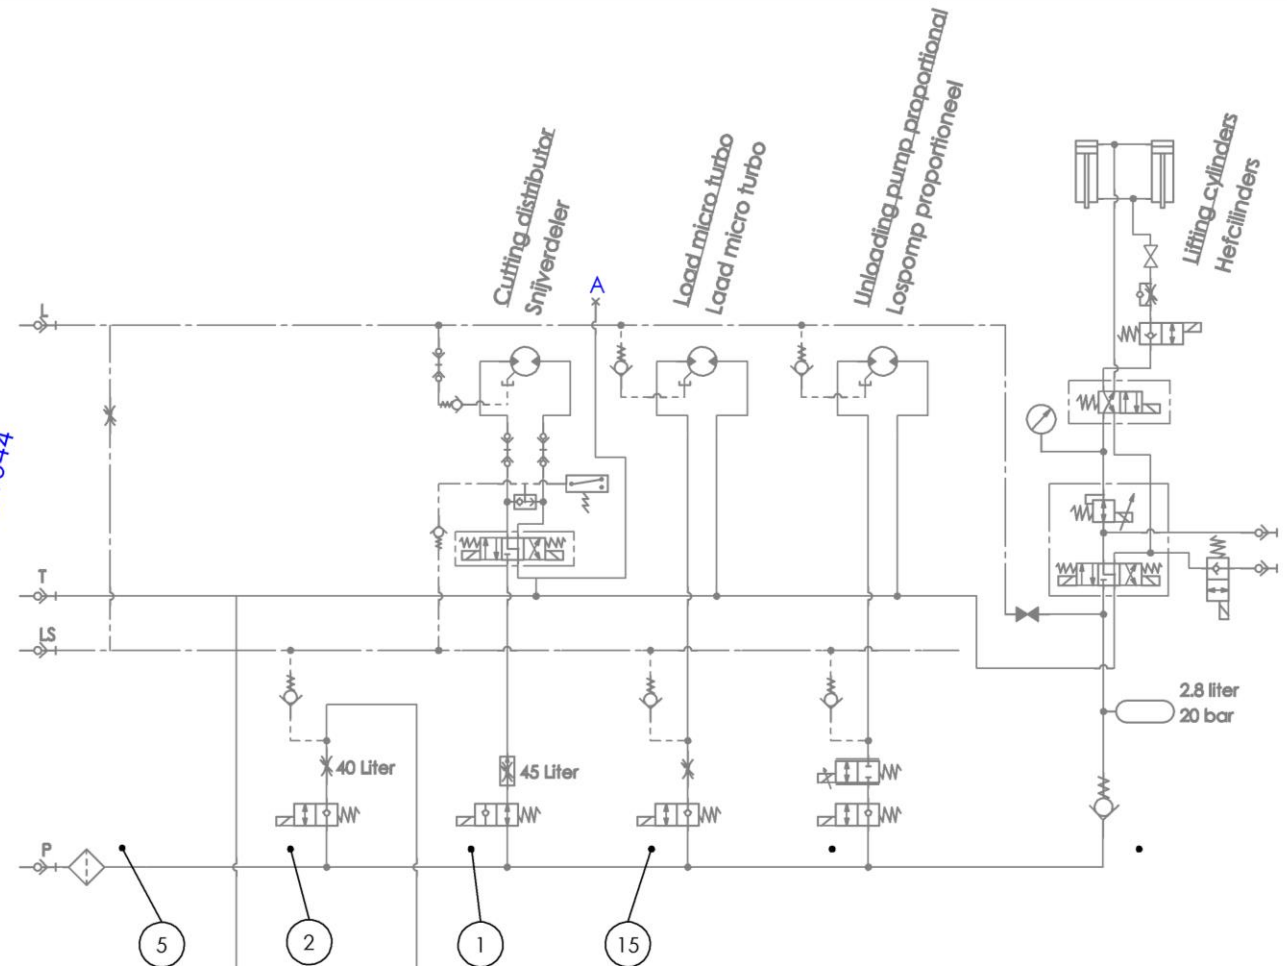 Cutting distributor
Snijverdeler
Load micro turbo
Laad micro turbo
Unloading pump proportional
Lospomp proportioneel
Lifting cylinders
Hefcilinders
A
L
T
LS
2.8 liter
20 bar
40 Liter
45 Liter
P
5
2
1
15